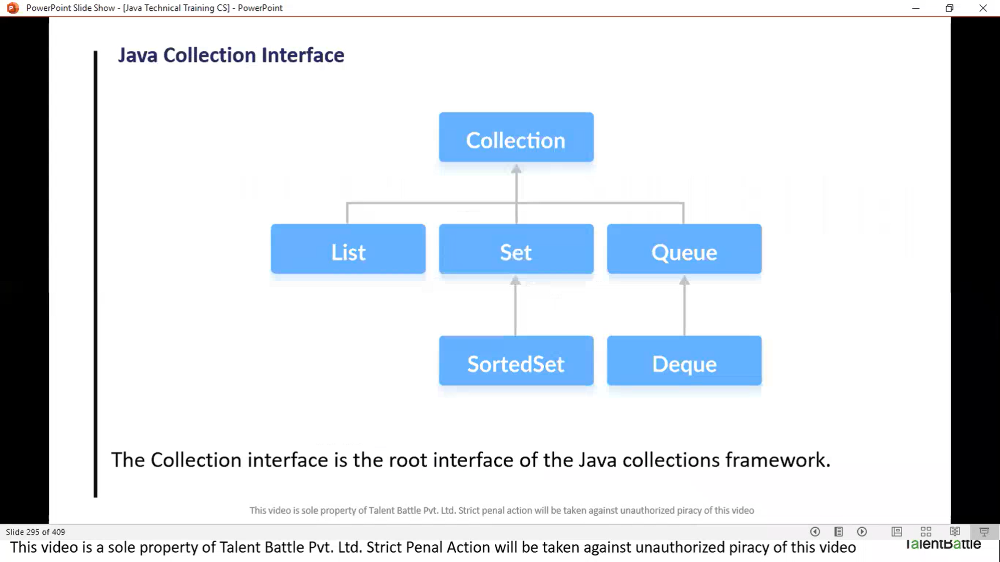 PowerPoint Slide Show - [Java Technical Training CS] - PowerPoint
Java Collection Interface
Collection
List
Set
Queue
SortedSet
Deque
The Collection interface is the root interface of the Java collections framework.
This video is sole property of Talent Battle Pvt. Ltd. Strict penal action will be taken against unauthorized piracy of this video
Slide 295 of 409
This video is a sole property of Talent Battle Pvt. Ltd. Strict Penal Action will be taken against unauthorized piracy of this video
TalentBattle